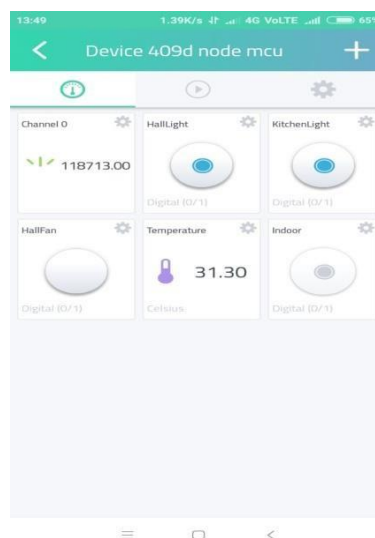 13:49 1.39K/s 4G VoLTE 65%
Device 409d node mcu
Channel 0 HallLight KitchenLight
118713.00
Digital (0/1) Digital (0/1)
HallFan Temperature Indoor
31.30
Digital (0/1) Celsius Digital (0/1)